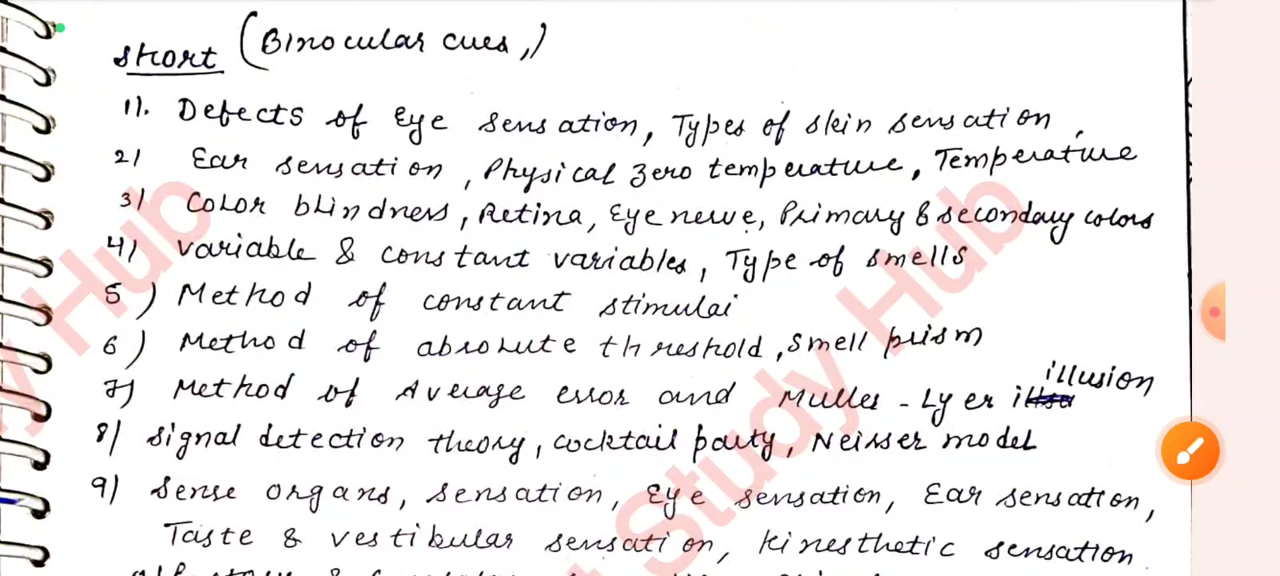 Short (Binocular cues,)
1). Defects of Eye sensation, Types of skin sensation,
2) Ear sensation, Physical zero temperature, Temperature
3) Color blindness, Retina, Eye nerve, Primary & secondary colors
4) variable & constant variables, Type of smells
5) Method of constant stimulai
6) Method of absolute threshold, smell prism
7) Method of Average error and Muller-Lyer illusion
8) Signal detection theory, cocktail party, Neisser model
9) Sense organs, sensation, Eye sensation, Ear sensation,
Taste & vestibular sensation, kinesthetic sensation
Study Hub